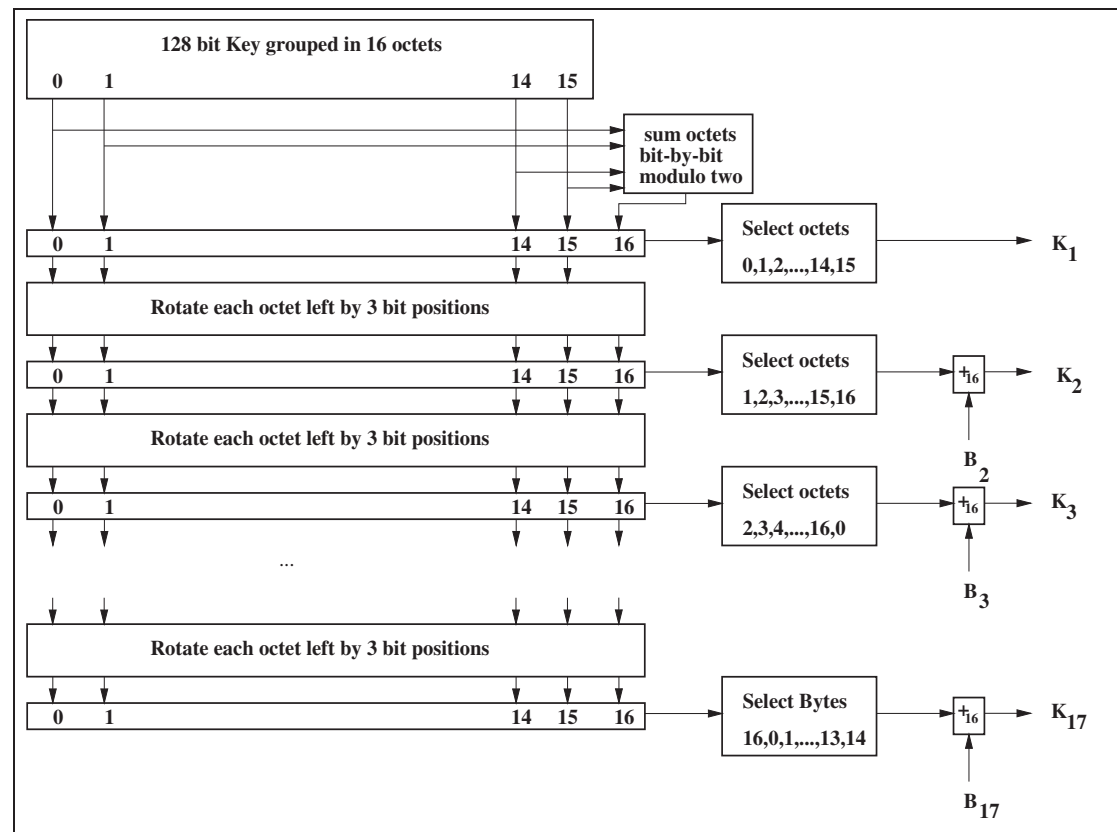 128 bit Key grouped in 16 octets
0 1 14 15
sum octets
bit-by-bit
modulo two
0 1 14 15 16
Select octets
0,1,2,...,14,15
K1
Rotate each octet left by 3 bit positions
0 1 14 15 16
Select octets
1,2,3,...,15,16
+16
K2
B2
Rotate each octet left by 3 bit positions
0 1 14 15 16
Select octets
2,3,4,...,16,0
+16
K3
B3
...
Rotate each octet left by 3 bit positions
0 1 14 15 16
Select Bytes
16,0,1,...,13,14
+16
K17
B17